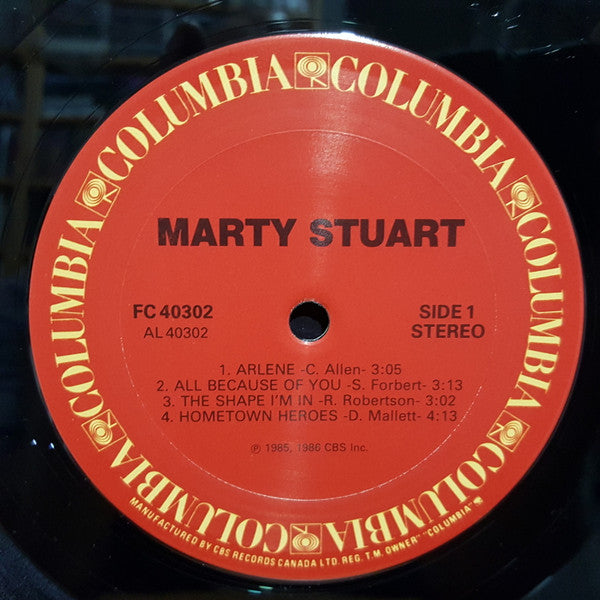 COLUMBIA COLUMBIA COLUMBIA COLUMBIA COLUMBIA COLUMBIA
MARTY STUART
FC 40302
AL 40302
SIDE 1
STEREO
1. ARLENE -C. Allen- 3:05
2. ALL BECAUSE OF YOU -S. Forbert- 3:13
3. THE SHAPE I'M IN -R. Robertson- 3:02
4. HOMETOWN HEROES -D. Mallett- 4:13
℗ 1985, 1986 CBS Inc.
MANUFACTURED BY CBS RECORDS CANADA LTD. REG. T.M. OWNER "COLUMBIA"